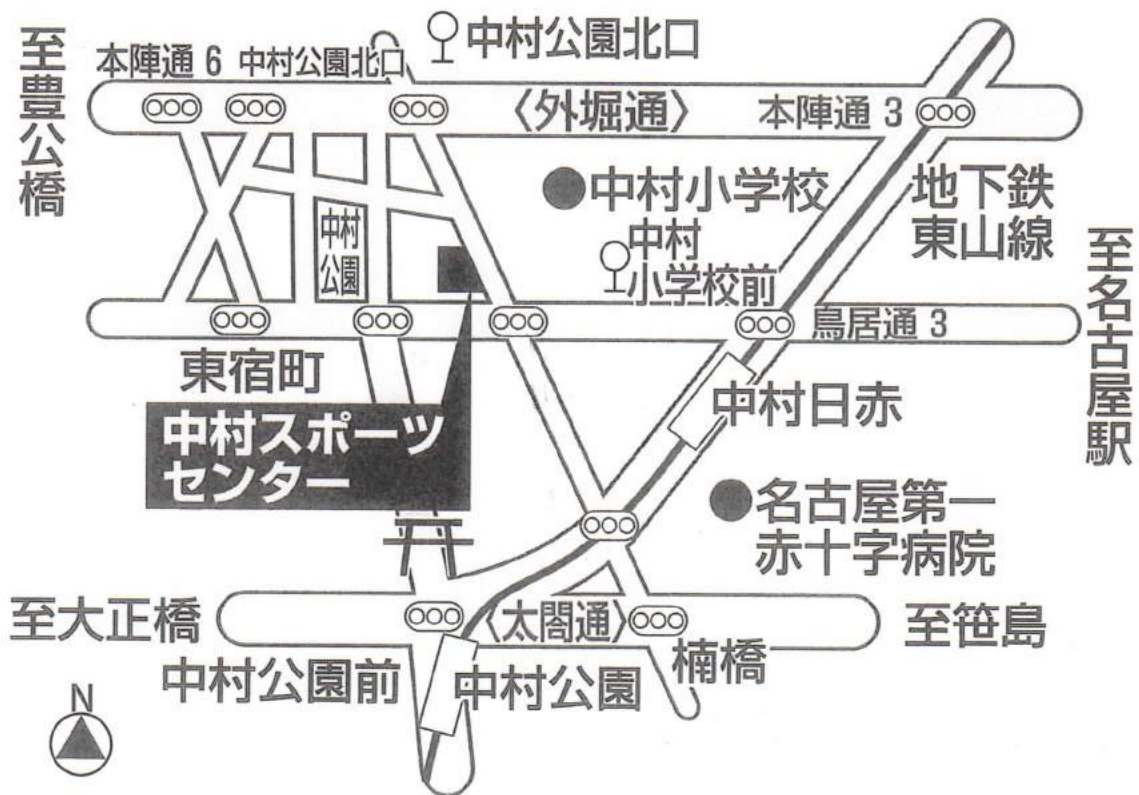 至豊公橋
中村公園北口
本陣通 6
中村公園北口
〈外堀通〉
本陣通 3
中村小学校
地下鉄
東山線
中村
公園
中村
小学校前
至名古屋駅
鳥居通 3
東宿町
中村日赤
中村スポーツ
センター
名古屋第一
赤十字病院
至大正橋
〈太閤通〉
至笹島
中村公園前
中村公園
楠橋
N